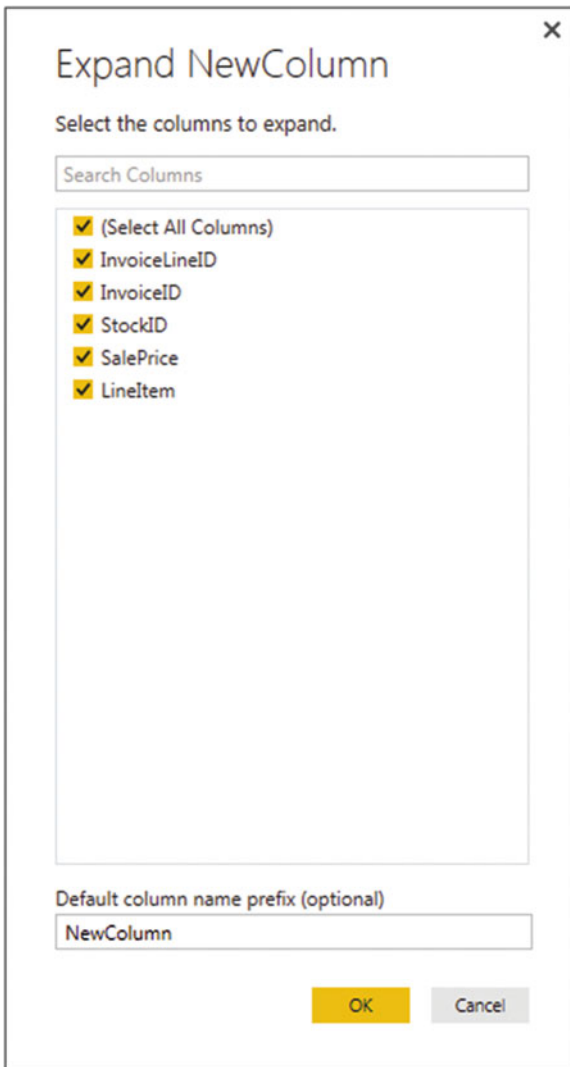 Expand NewColumn
Select the columns to expand.
Search Columns
(Select All Columns)
InvoiceLineID
InvoiceID
StockID
SalePrice
LineItem
Default column name prefix (optional)
NewColumn
OK
Cancel